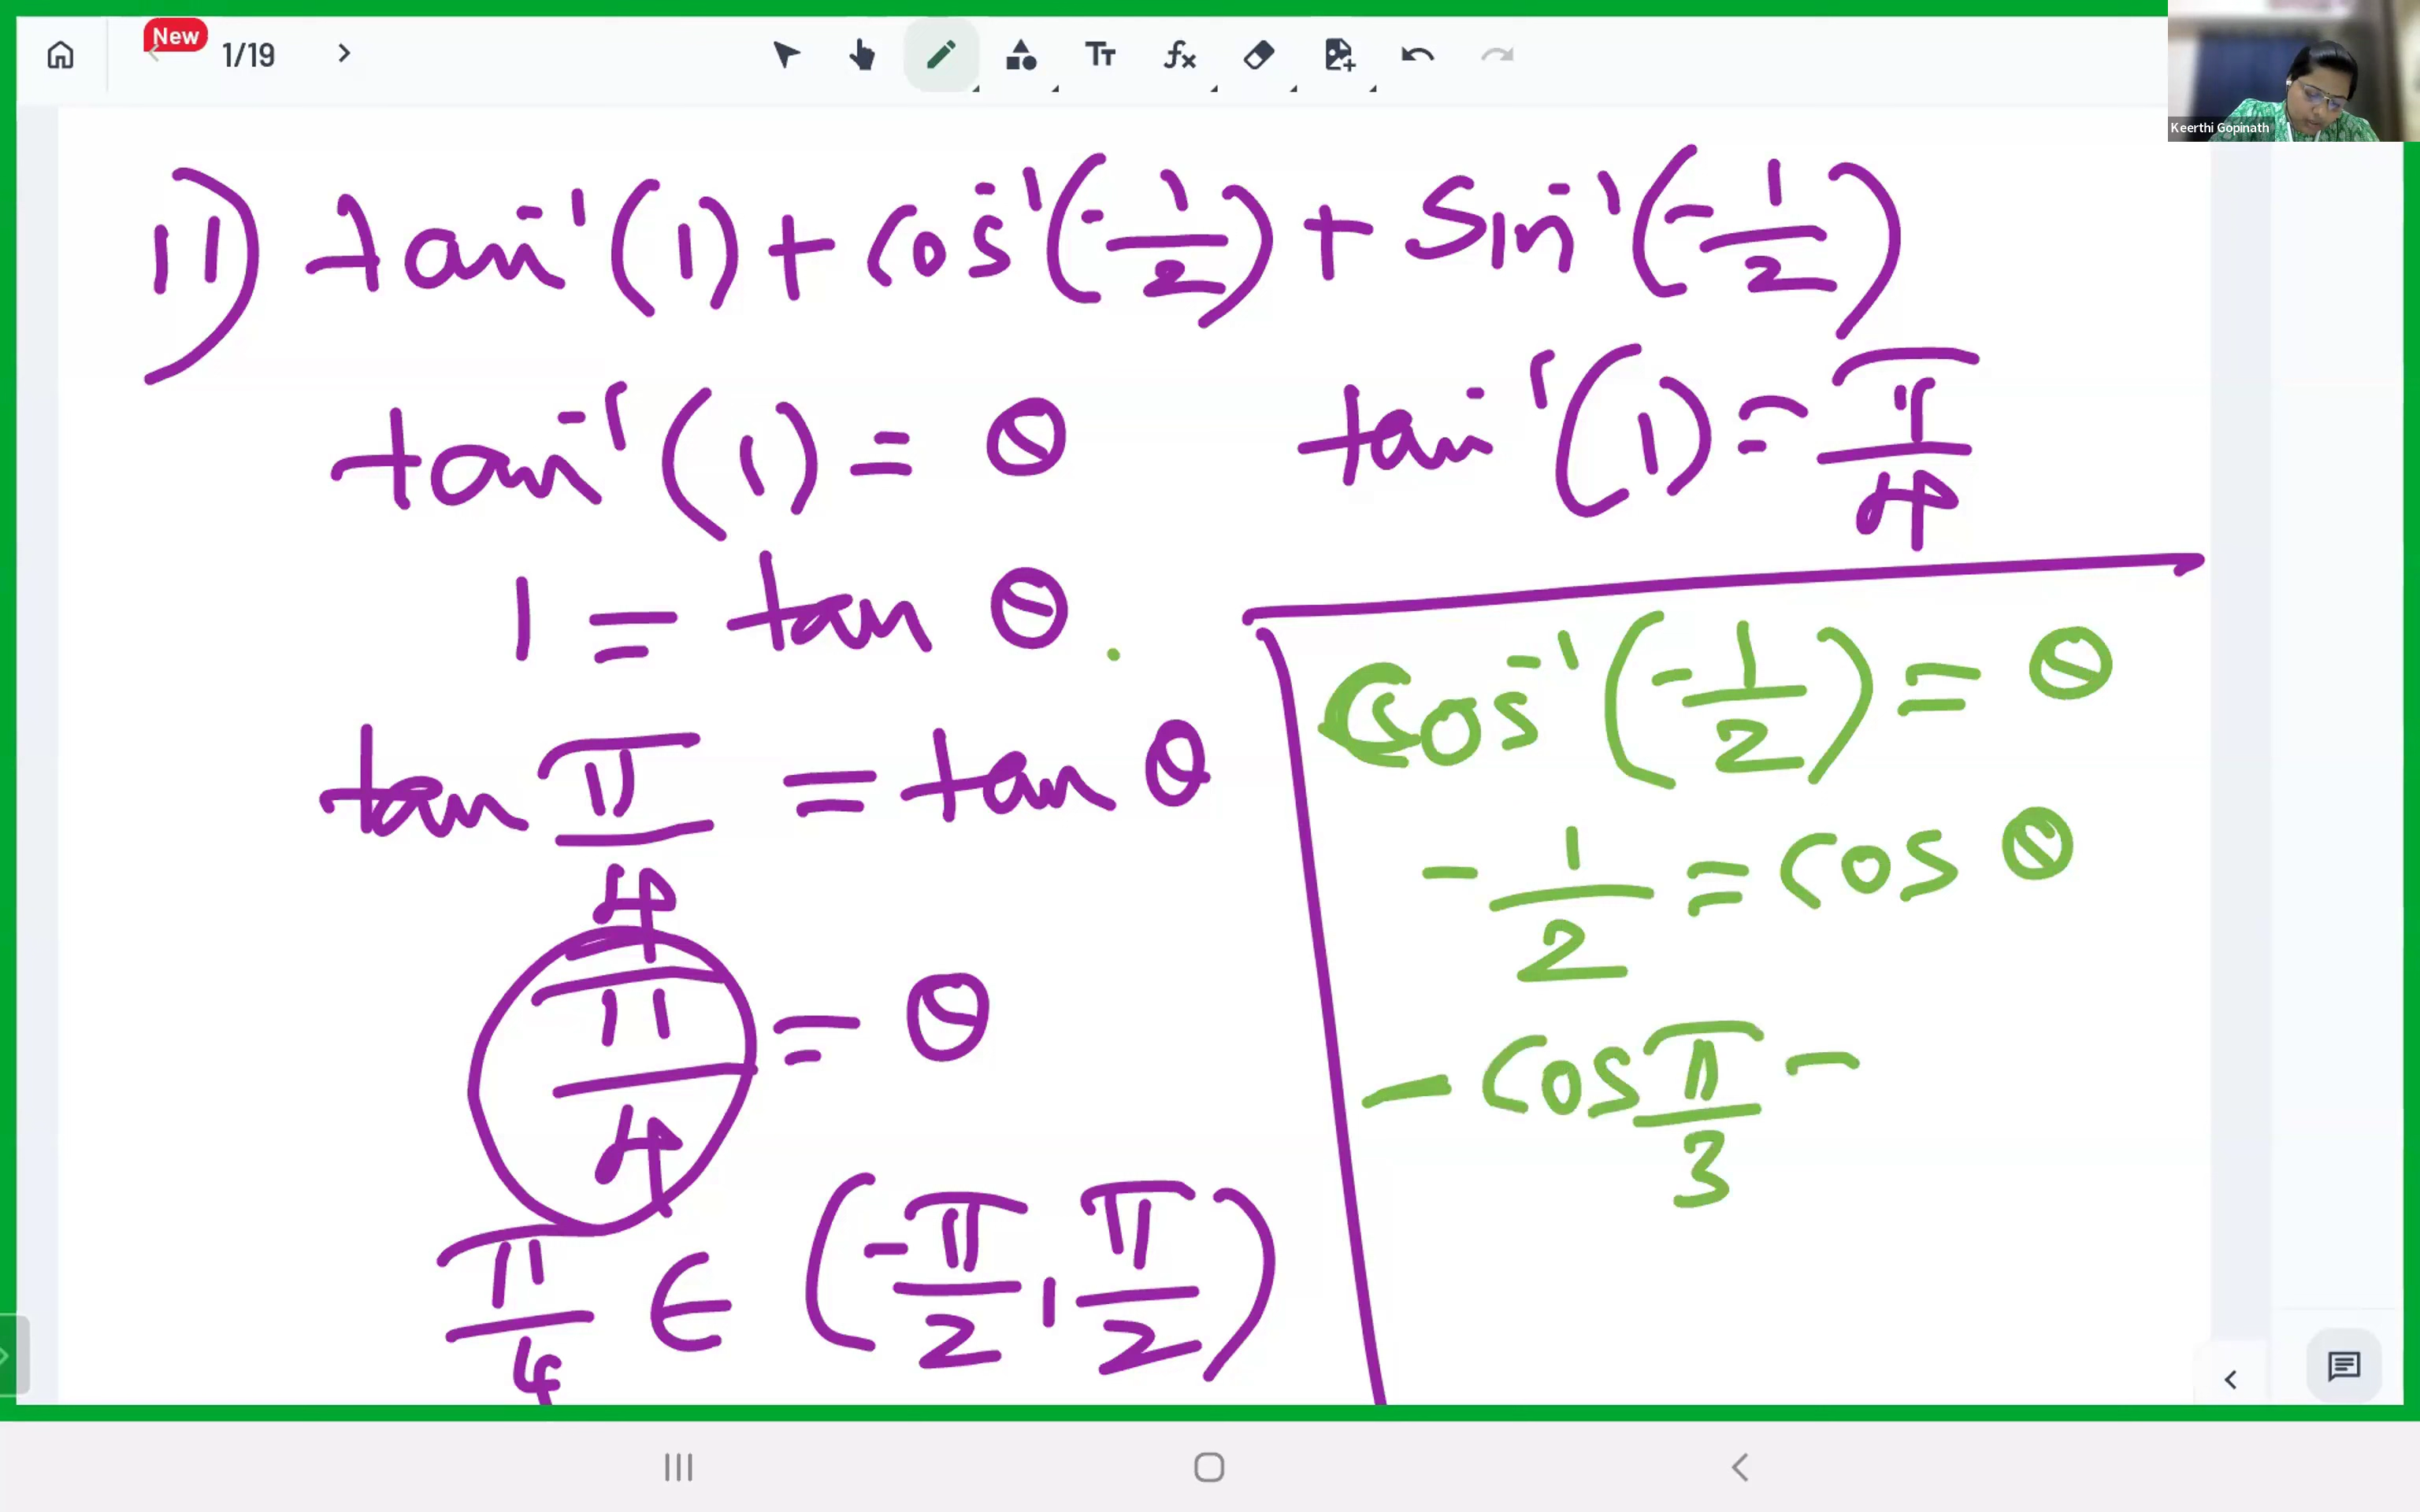 New
1/19
Tт
fx
Keerthi Gopinath
11) tan⁻¹(1) + cos⁻¹(-1/2) + Sin⁻¹(-1/2)
tan⁻¹(1) = θ
1 = tan θ.
tan π/4 = tan θ
π/4 = θ
π/4 ∈ (-π/2, π/2)
tan⁻¹(1) = π/4
Cos⁻¹(-1/2) = θ
-1/2 = cos θ
- cos π/3 -